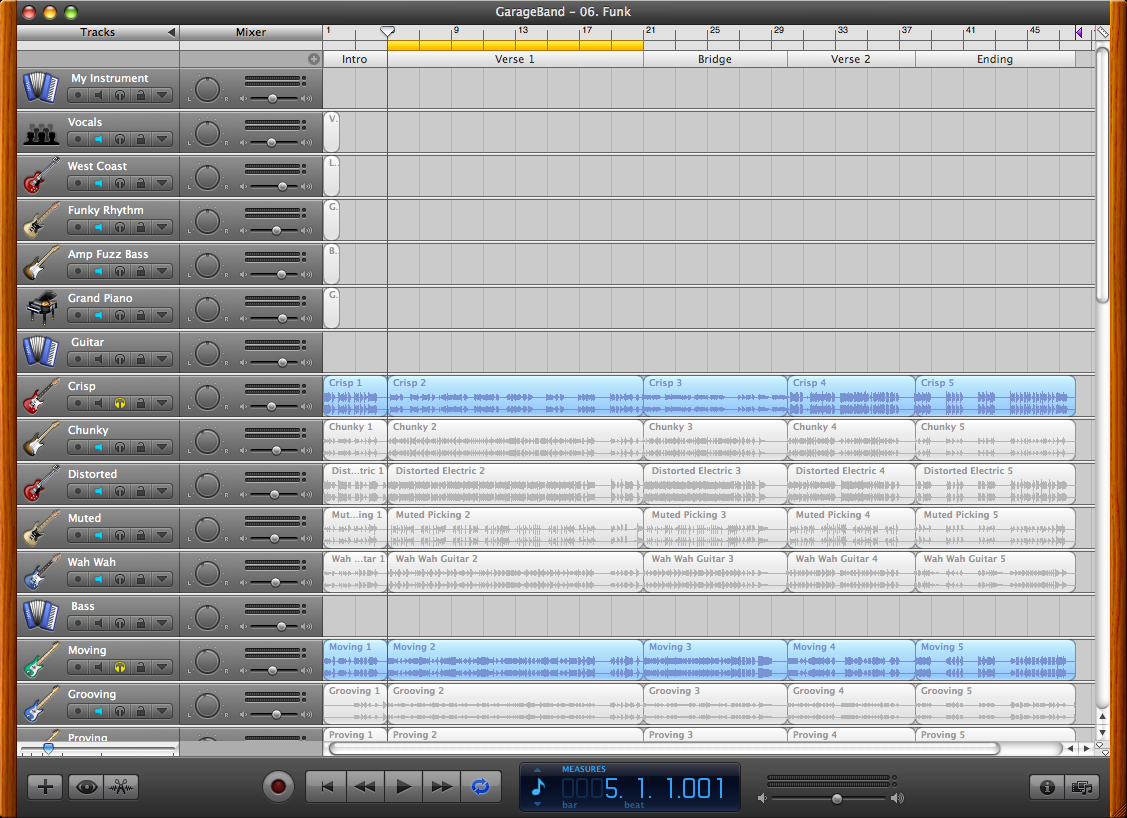 GarageBand – 06. Funk
Tracks Mixer 1 9 13 17 21 25 29 33 37 41 45
Intro Verse 1 Bridge Verse 2 Ending
My Instrument
L R
Vocals V.
L R
West Coast L.
L R
Funky Rhythm G.
L R
Amp Fuzz Bass B.
L R
Grand Piano G.
L R
Guitar
L R
Crisp Crisp 1 Crisp 2 Crisp 3 Crisp 4 Crisp 5
L R
Chunky Chunky 1 Chunky 2 Chunky 3 Chunky 4 Chunky 5
L R
Distorted Dist...tric 1 Distorted Electric 2 Distorted Electric 3 Distorted Electric 4 Distorted Electric 5
L R
Muted Mut...ing 1 Muted Picking 2 Muted Picking 3 Muted Picking 4 Muted Picking 5
L R
Wah Wah Wah ...tar 1 Wah Wah Guitar 2 Wah Wah Guitar 3 Wah Wah Guitar 4 Wah Wah Guitar 5
L R
Bass
L R
Moving Moving 1 Moving 2 Moving 3 Moving 4 Moving 5
L R
Grooving Grooving 1 Grooving 2 Grooving 3 Grooving 4 Grooving 5
L R
Proving Proving 1 Proving 2 Proving 3 Proving 4 Proving 5
MEASURES
0005. 1. 1.001
bar beat